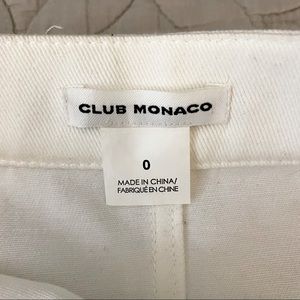 CLUB MONACO
0
MADE IN CHINA/
FABRIQUÉ EN CHINE